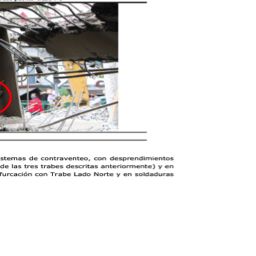 stemas de contraventeo, con desprendimientos
de las tres trabes descritas anteriormente) y en
furcación con Trabe Lado Norte y en soldaduras